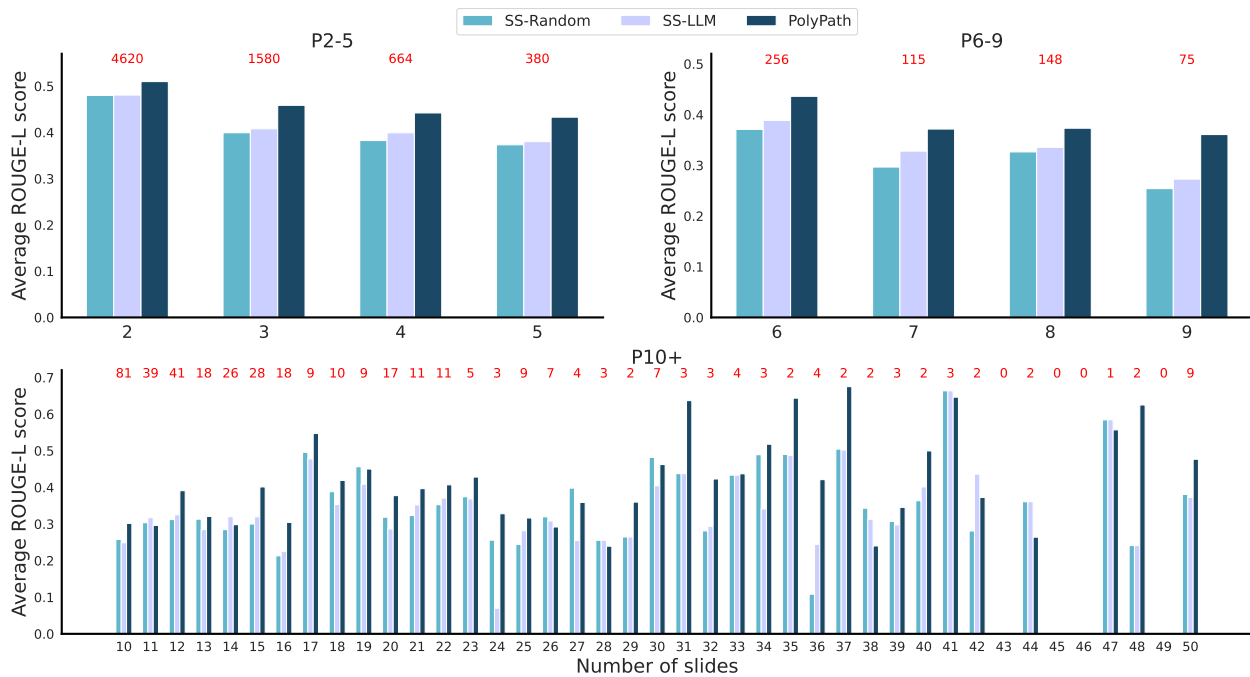 SS-Random SS-LLM PolyPath
P2-5
P6-9
4620 1580 664 380
256 115 148 75
Average ROUGE-L score
0.5
0.4
0.3
0.2
0.1
0.0
2 3 4 5
Average ROUGE-L score
0.5
0.4
0.3
0.2
0.1
0.0
6 7 8 9
P10+
81 39 41 18 26 28 18 9 10 9 17 11 11 5 3 9 7 4 3 2 7 3 3 4 3 2 4 2 2 3 2 3 2 0 2 0 0 1 2 0 9
Average ROUGE-L score
0.7
0.6
0.5
0.4
0.3
0.2
0.1
0.0
10 11 12 13 14 15 16 17 18 19 20 21 22 23 24 25 26 27 28 29 30 31 32 33 34 35 36 37 38 39 40 41 42 43 44 45 46 47 48 49 50
Number of slides